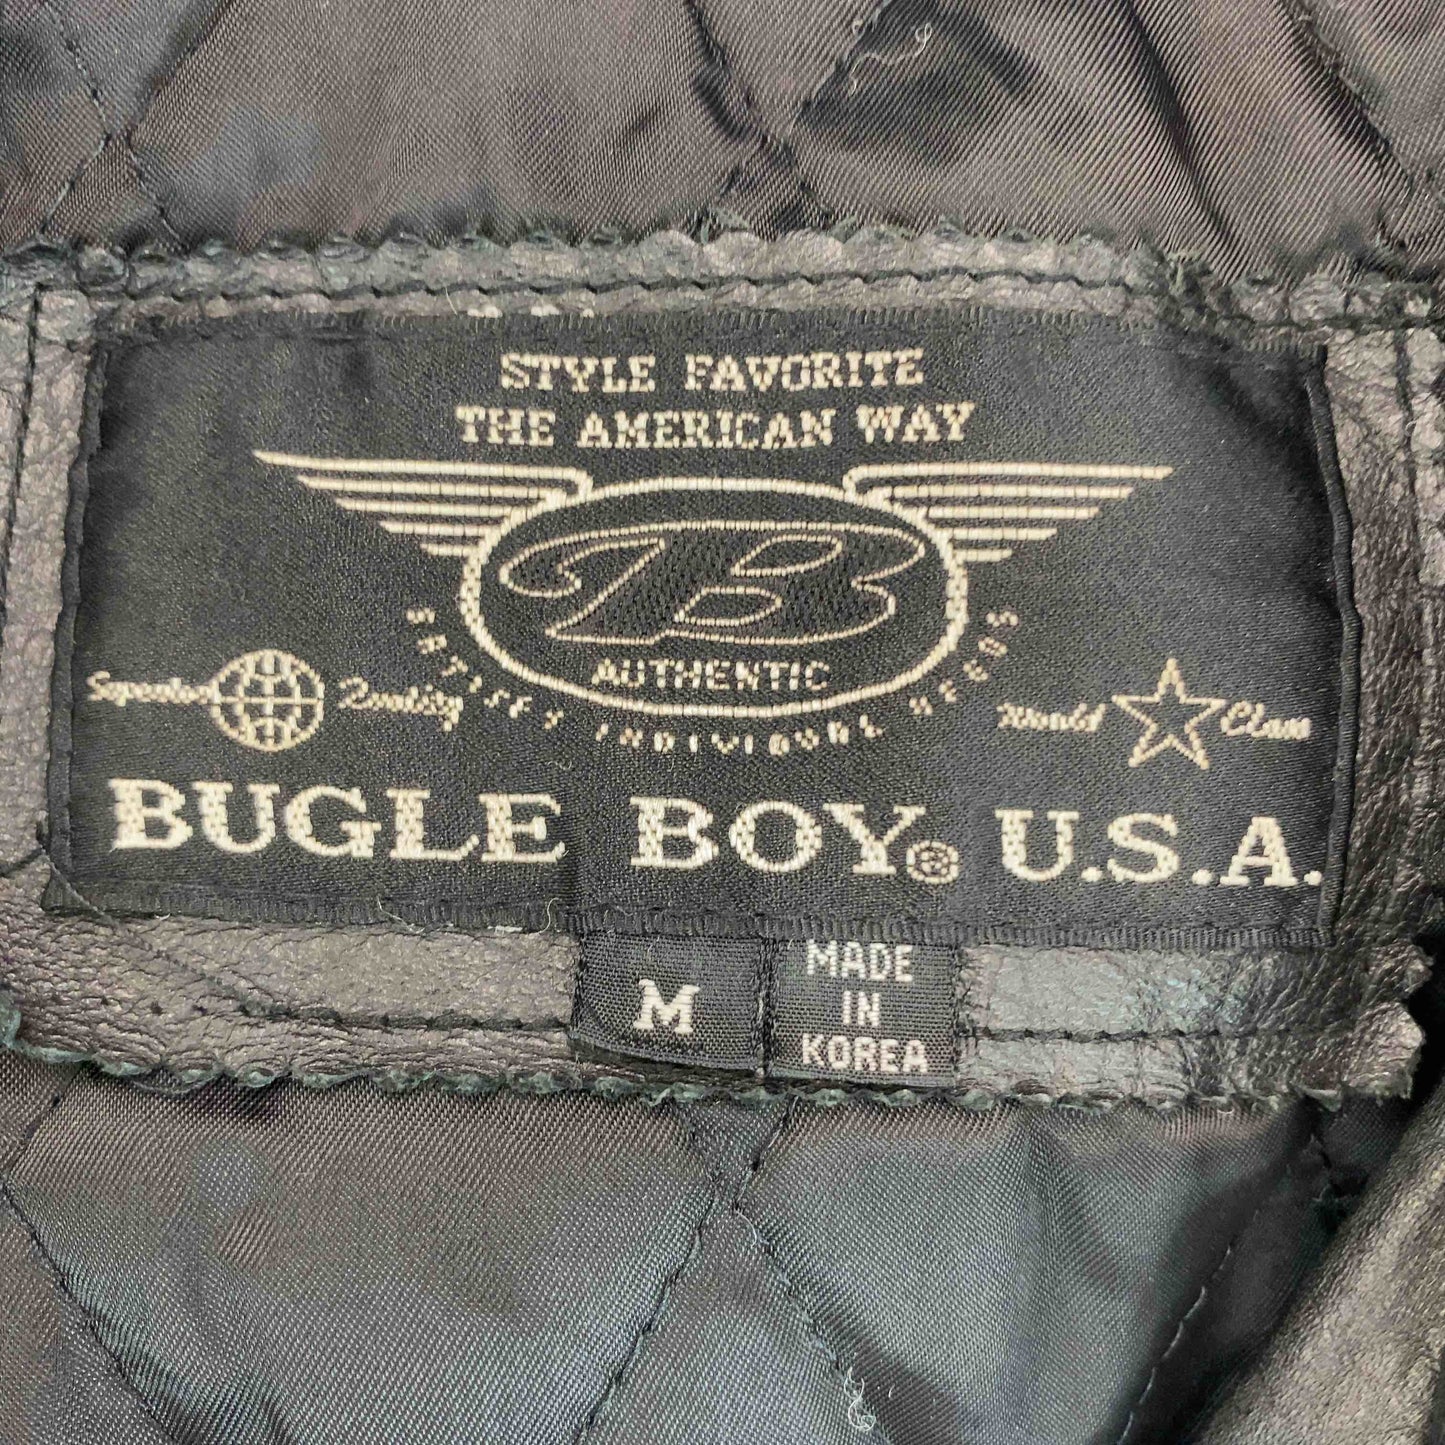 STYLE FAVORITE
THE AMERICAN WAY
B
AUTHENTIC
SATISFY INDIVIDUAL NEEDS
Superior Quality
World Class
BUGLE BOY® U.S.A.
M
MADE
IN
KOREA